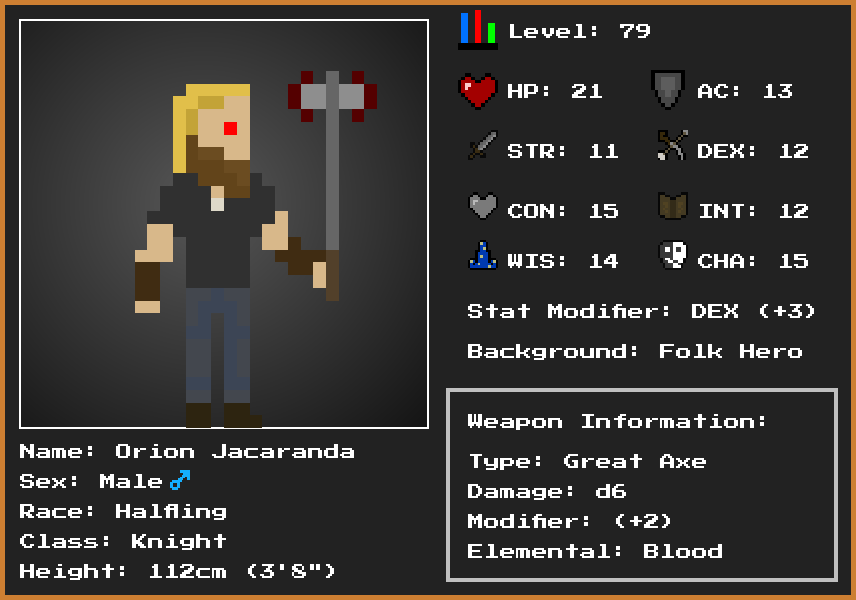 Level: 79
HP: 21
AC: 13
STR: 11
DEX: 12
CON: 15
INT: 12
WIS: 14
CHA: 15
Stat Modifier: DEX (+3)
Background: Folk Hero
Name: Orion Jacaranda
Sex: Male♂
Race: Halfling
Class: Knight
Height: 112cm (3'8")
Weapon Information:
Type: Great Axe
Damage: d6
Modifier: (+2)
Elemental: Blood